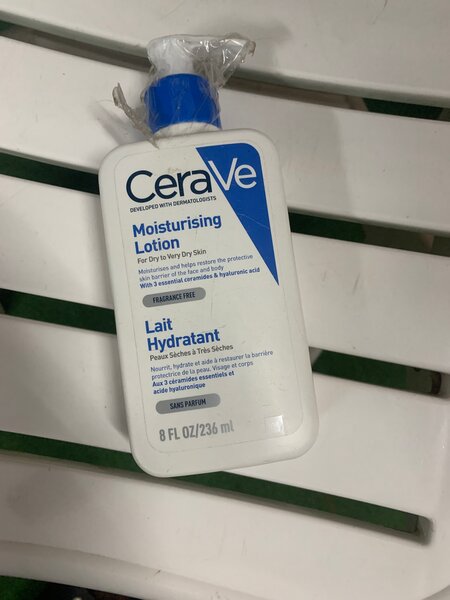 CeraVe
DEVELOPED WITH DERMATOLOGISTS
Moisturising
Lotion
For Dry to Very Dry Skin
Moisturises and helps restore the protective
skin barrier of the face and body
With 3 essential ceramides & hyaluronic acid
FRAGRANCE FREE
Lait
Hydratant
Peaux Sèches à Très Sèches
Nourrit, hydrate et aide à restaurer la barrière
protectrice de la peau. Visage et corps
Aux 3 céramides essentiels et
acide hyaluronique
SANS PARFUM
8 FL OZ/236 ml